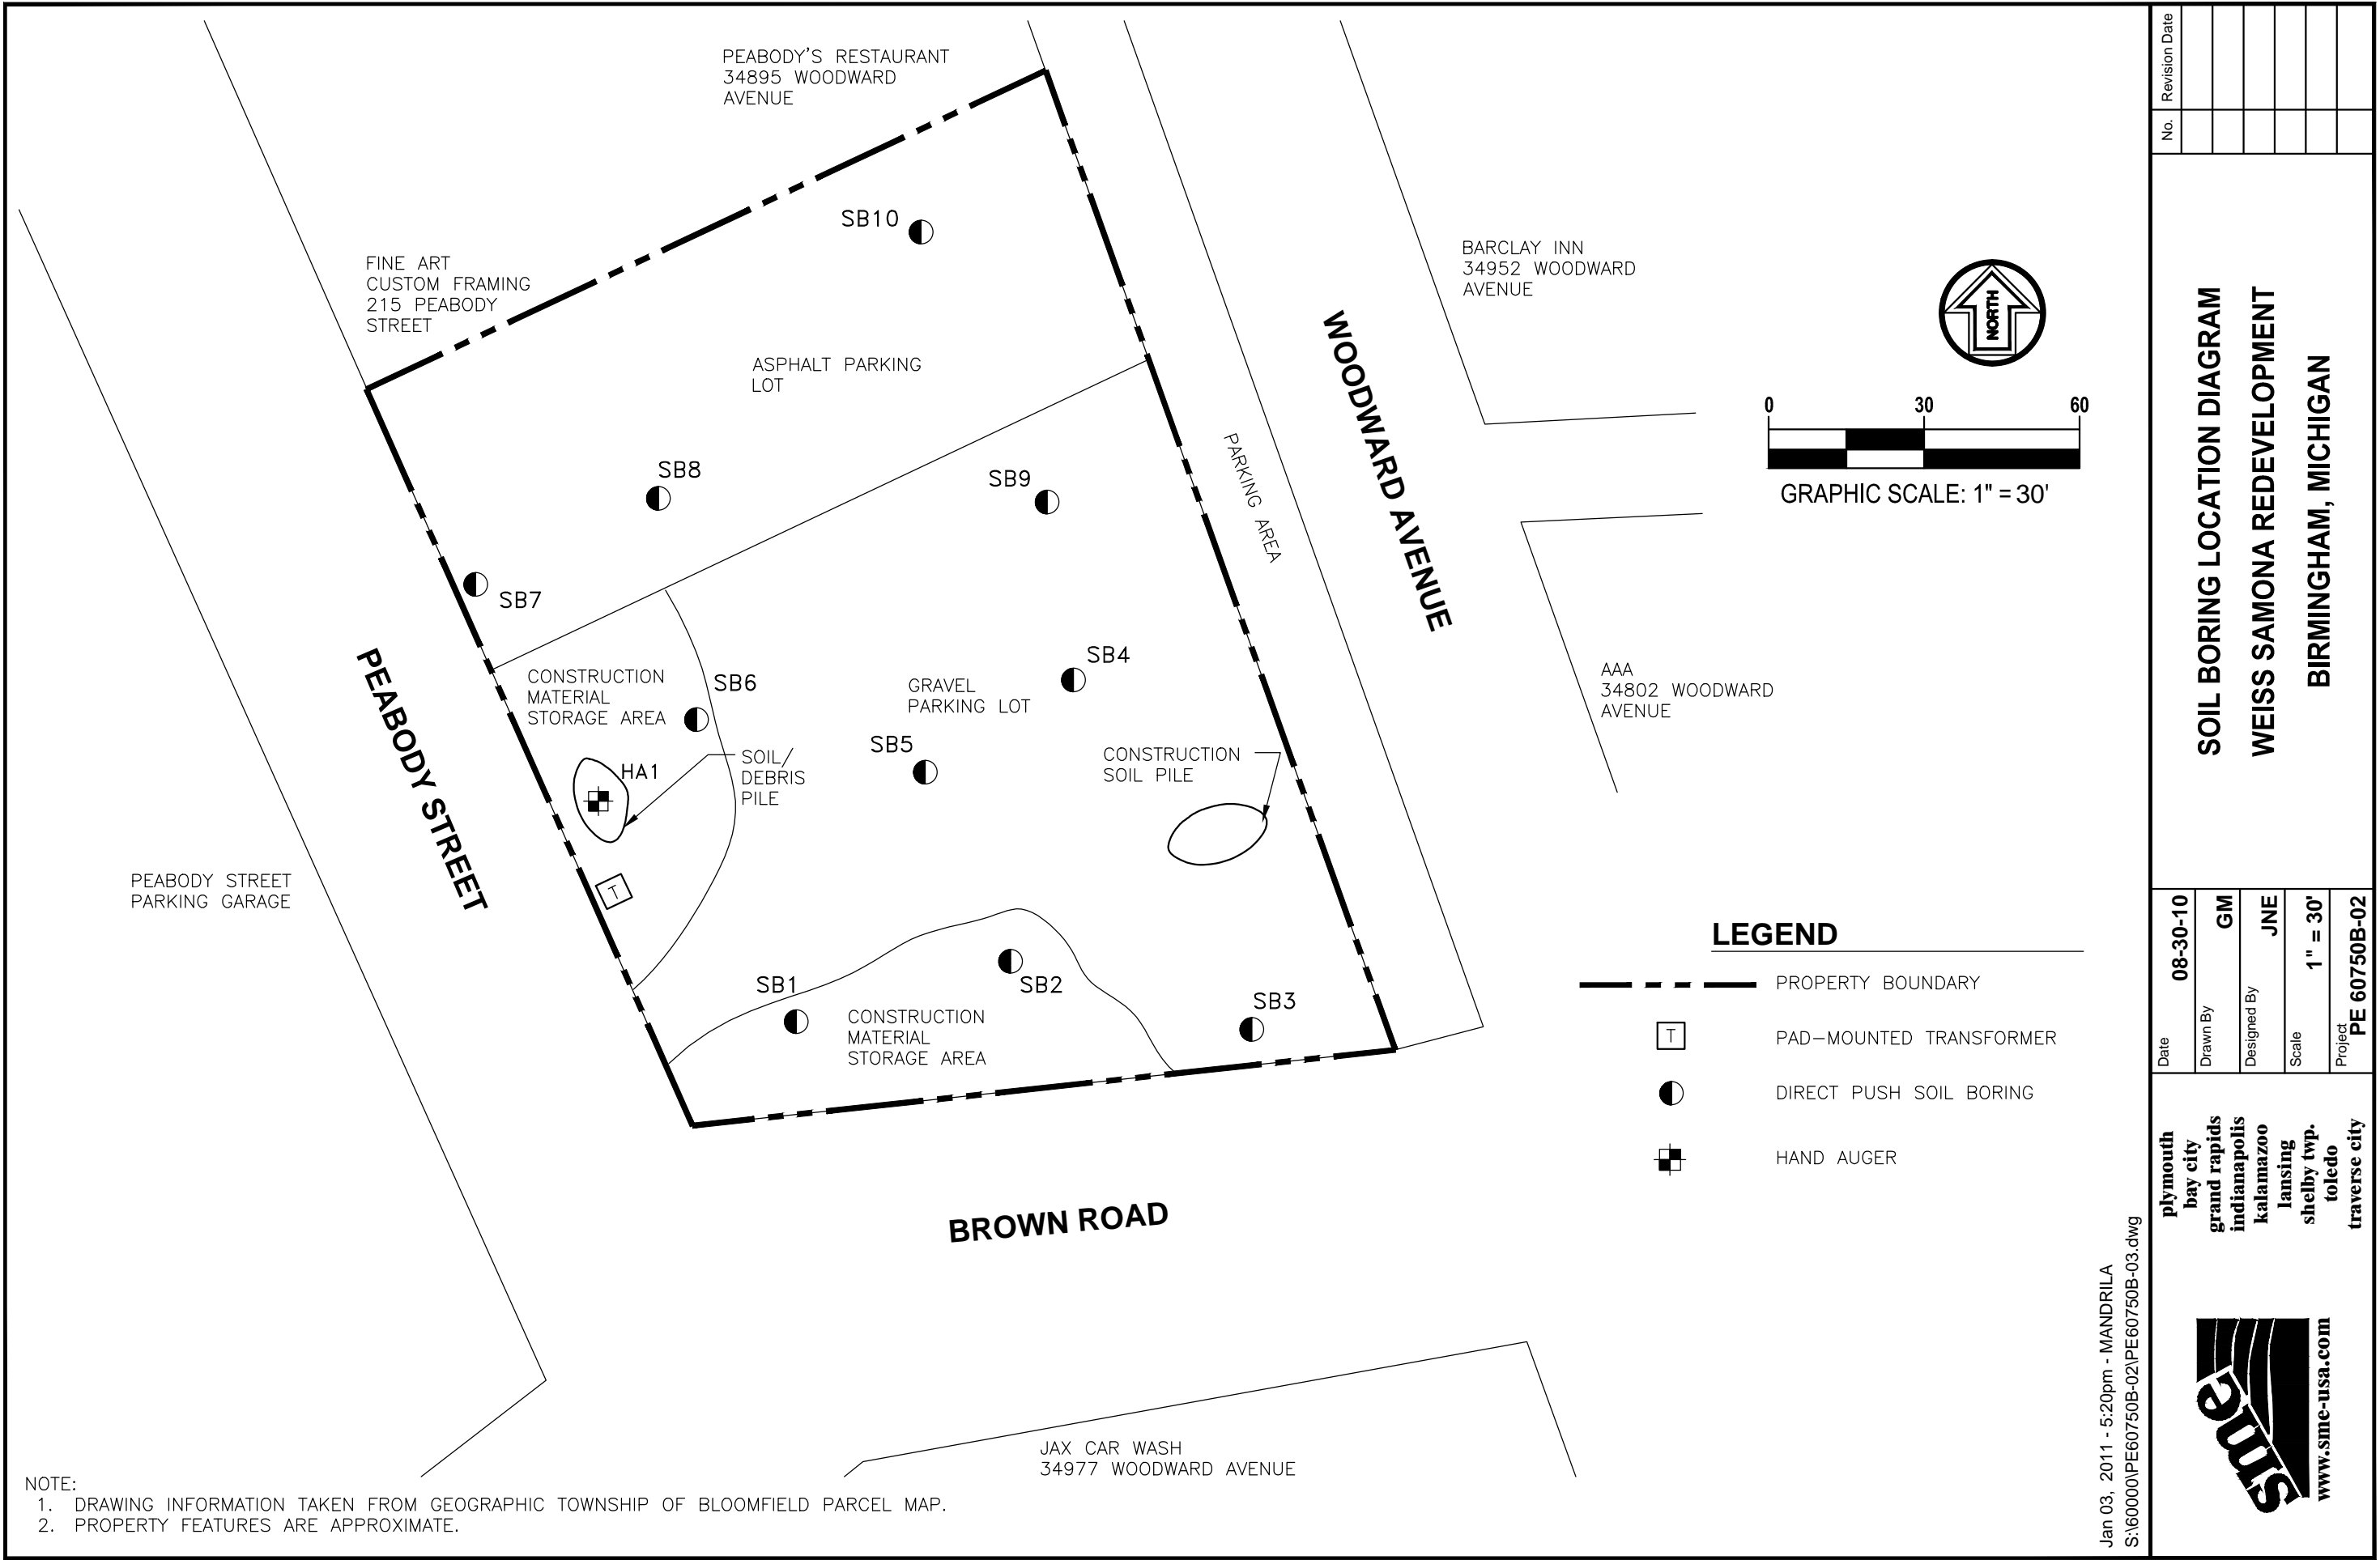 PEABODY'S RESTAURANT
34895 WOODWARD
AVENUE
SB10
FINE ART
CUSTOM FRAMING
215 PEABODY
STREET
BARCLAY INN
34952 WOODWARD
AVENUE
NORTH
ASPHALT PARKING
LOT
WOODWARD AVENUE
0 30 60
GRAPHIC SCALE: 1" = 30'
PARKING AREA
SB8
SB9
SB7
PEABODY STREET
CONSTRUCTION
MATERIAL
STORAGE AREA
SB6
GRAVEL
PARKING LOT
SB4
AAA
34802 WOODWARD
AVENUE
SB5
HA1
SOIL/
DEBRIS
PILE
CONSTRUCTION
SOIL PILE
PEABODY STREET
PARKING GARAGE
T
SB1
SB2
SB3
CONSTRUCTION
MATERIAL
STORAGE AREA
LEGEND
PROPERTY BOUNDARY
T
PAD-MOUNTED TRANSFORMER
DIRECT PUSH SOIL BORING
HAND AUGER
BROWN ROAD
JAX CAR WASH
34977 WOODWARD AVENUE
NOTE:
1. DRAWING INFORMATION TAKEN FROM GEOGRAPHIC TOWNSHIP OF BLOOMFIELD PARCEL MAP.
2. PROPERTY FEATURES ARE APPROXIMATE.
Jan 03, 2011 - 5:20pm - MANDRILA
S:\60000\PE60750B-02\PE60750B-03.dwg
No. Revision Date
SOIL BORING LOCATION DIAGRAM
WEISS SAMONA REDEVELOPMENT
BIRMINGHAM, MICHIGAN
Date 08-30-10
Drawn By GM
Designed By JNE
Scale 1" = 30'
Project PE 60750B-02
plymouth
bay city
grand rapids
indianapolis
kalamazoo
lansing
shelby twp.
toledo
traverse city
sme
www.sme-usa.com